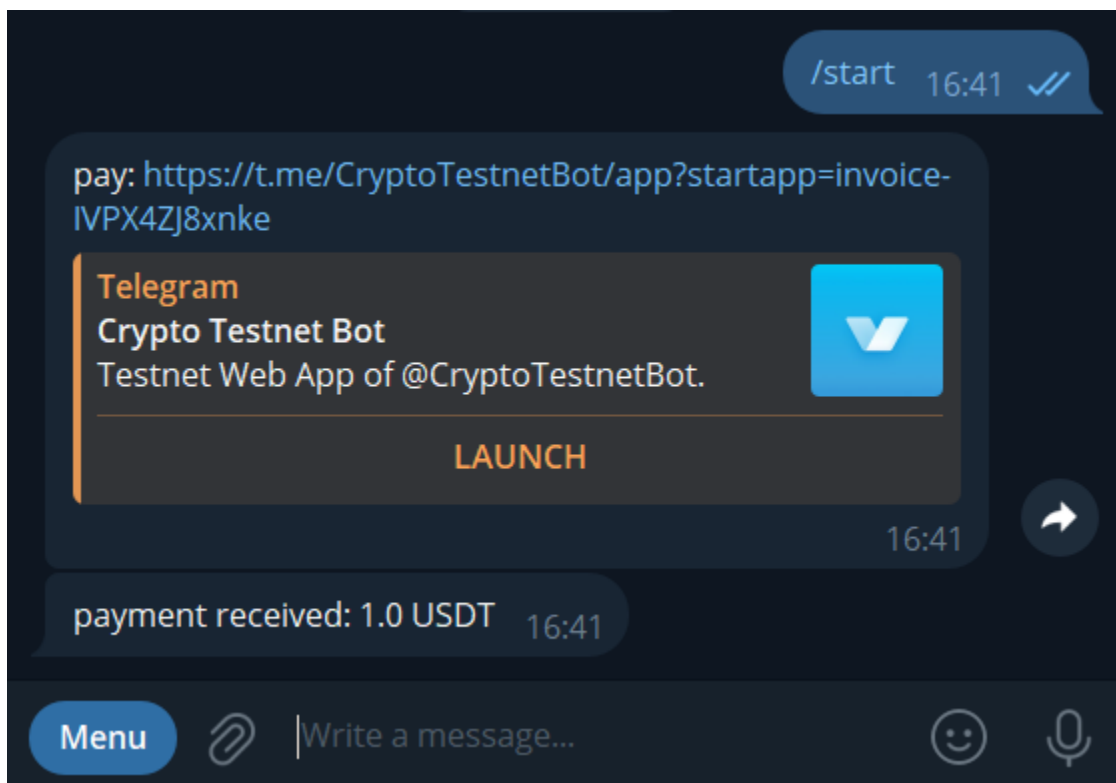 /start 16:41
pay: https://t.me/CryptoTestnetBot/app?startapp=invoice-
IVPX4ZJ8xnke
Telegram
Crypto Testnet Bot
Testnet Web App of @CryptoTestnetBot.
LAUNCH
16:41
payment received: 1.0 USDT 16:41
Menu Write a message...